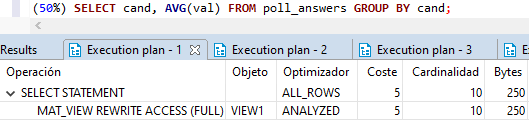 (50%) SELECT cand, AVG(val) FROM poll_answers GROUP BY cand;
Results Execution plan - 1 Execution plan - 2 Execution plan - 3
Operación Objeto Optimizador Coste Cardinalidad Bytes
SELECT STATEMENT ALL_ROWS 5 10 250
MAT_VIEW REWRITE ACCESS (FULL) VIEW1 ANALYZED 5 10 250